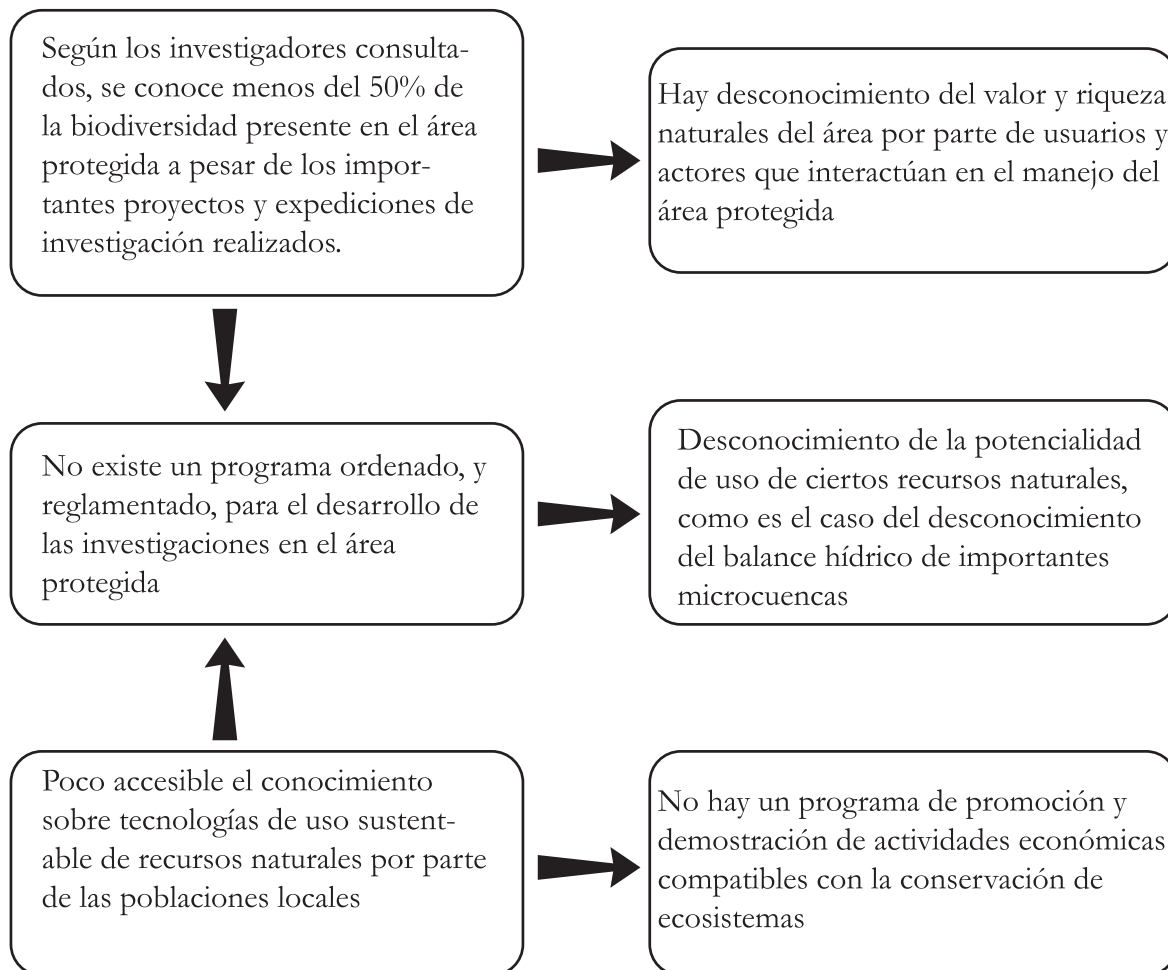 Según los investigadores consulta-
dos, se conoce menos del 50% de
la biodiversidad presente en el área
protegida a pesar de los impor-
tantes proyectos y expediciones de
investigación realizados.
Hay desconocimiento del valor y riqueza
naturales del área por parte de usuarios y
actores que interactúan en el manejo del
área protegida
No existe un programa ordenado, y
reglamentado, para el desarrollo de
las investigaciones en el área
protegida
Desconocimiento de la potencialidad
de uso de ciertos recursos naturales,
como es el caso del desconocimiento
del balance hídrico de importantes
microcuencas
Poco accesible el conocimiento
sobre tecnologías de uso sustent-
able de recursos naturales por parte
de las poblaciones locales
No hay un programa de promoción y
demostración de actividades económicas
compatibles con la conservación de
ecosistemas